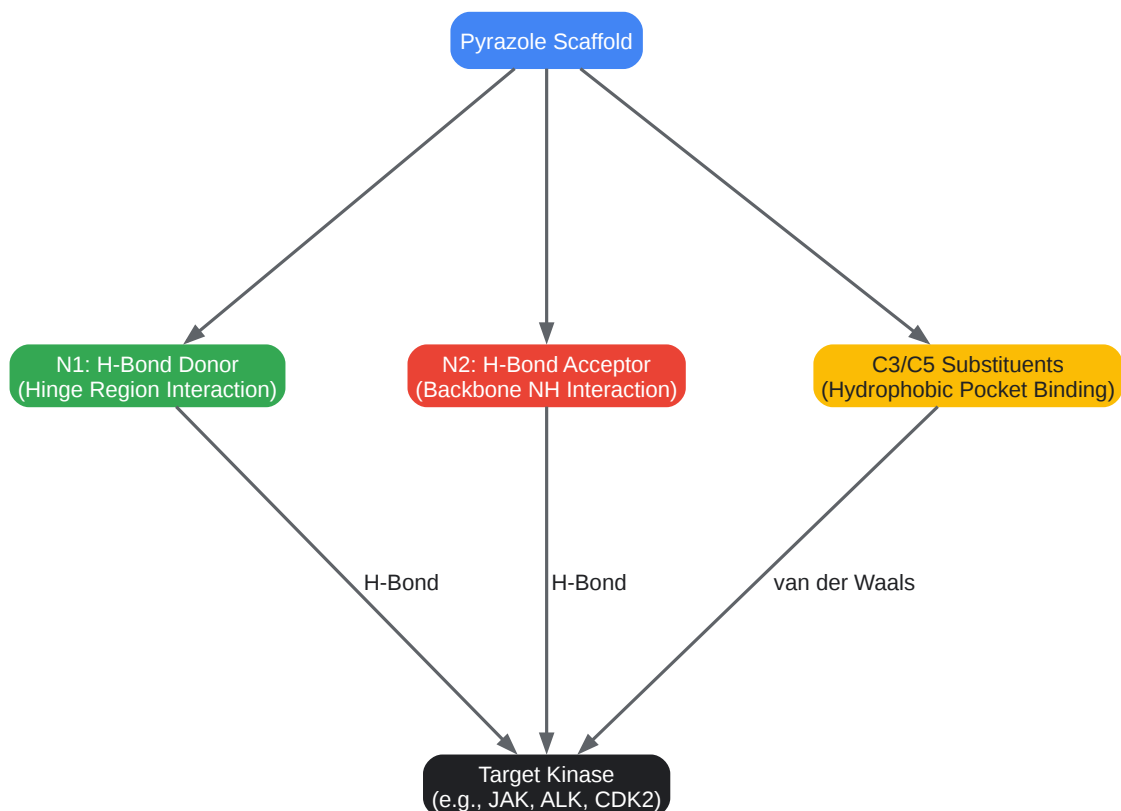 Pyrazole Scaffold
N1: H-Bond Donor
(Hinge Region Interaction)
N2: H-Bond Acceptor
(Backbone NH Interaction)
C3/C5 Substituents
(Hydrophobic Pocket Binding)
H-Bond
H-Bond
van der Waals
Target Kinase
(e.g., JAK, ALK, CDK2)